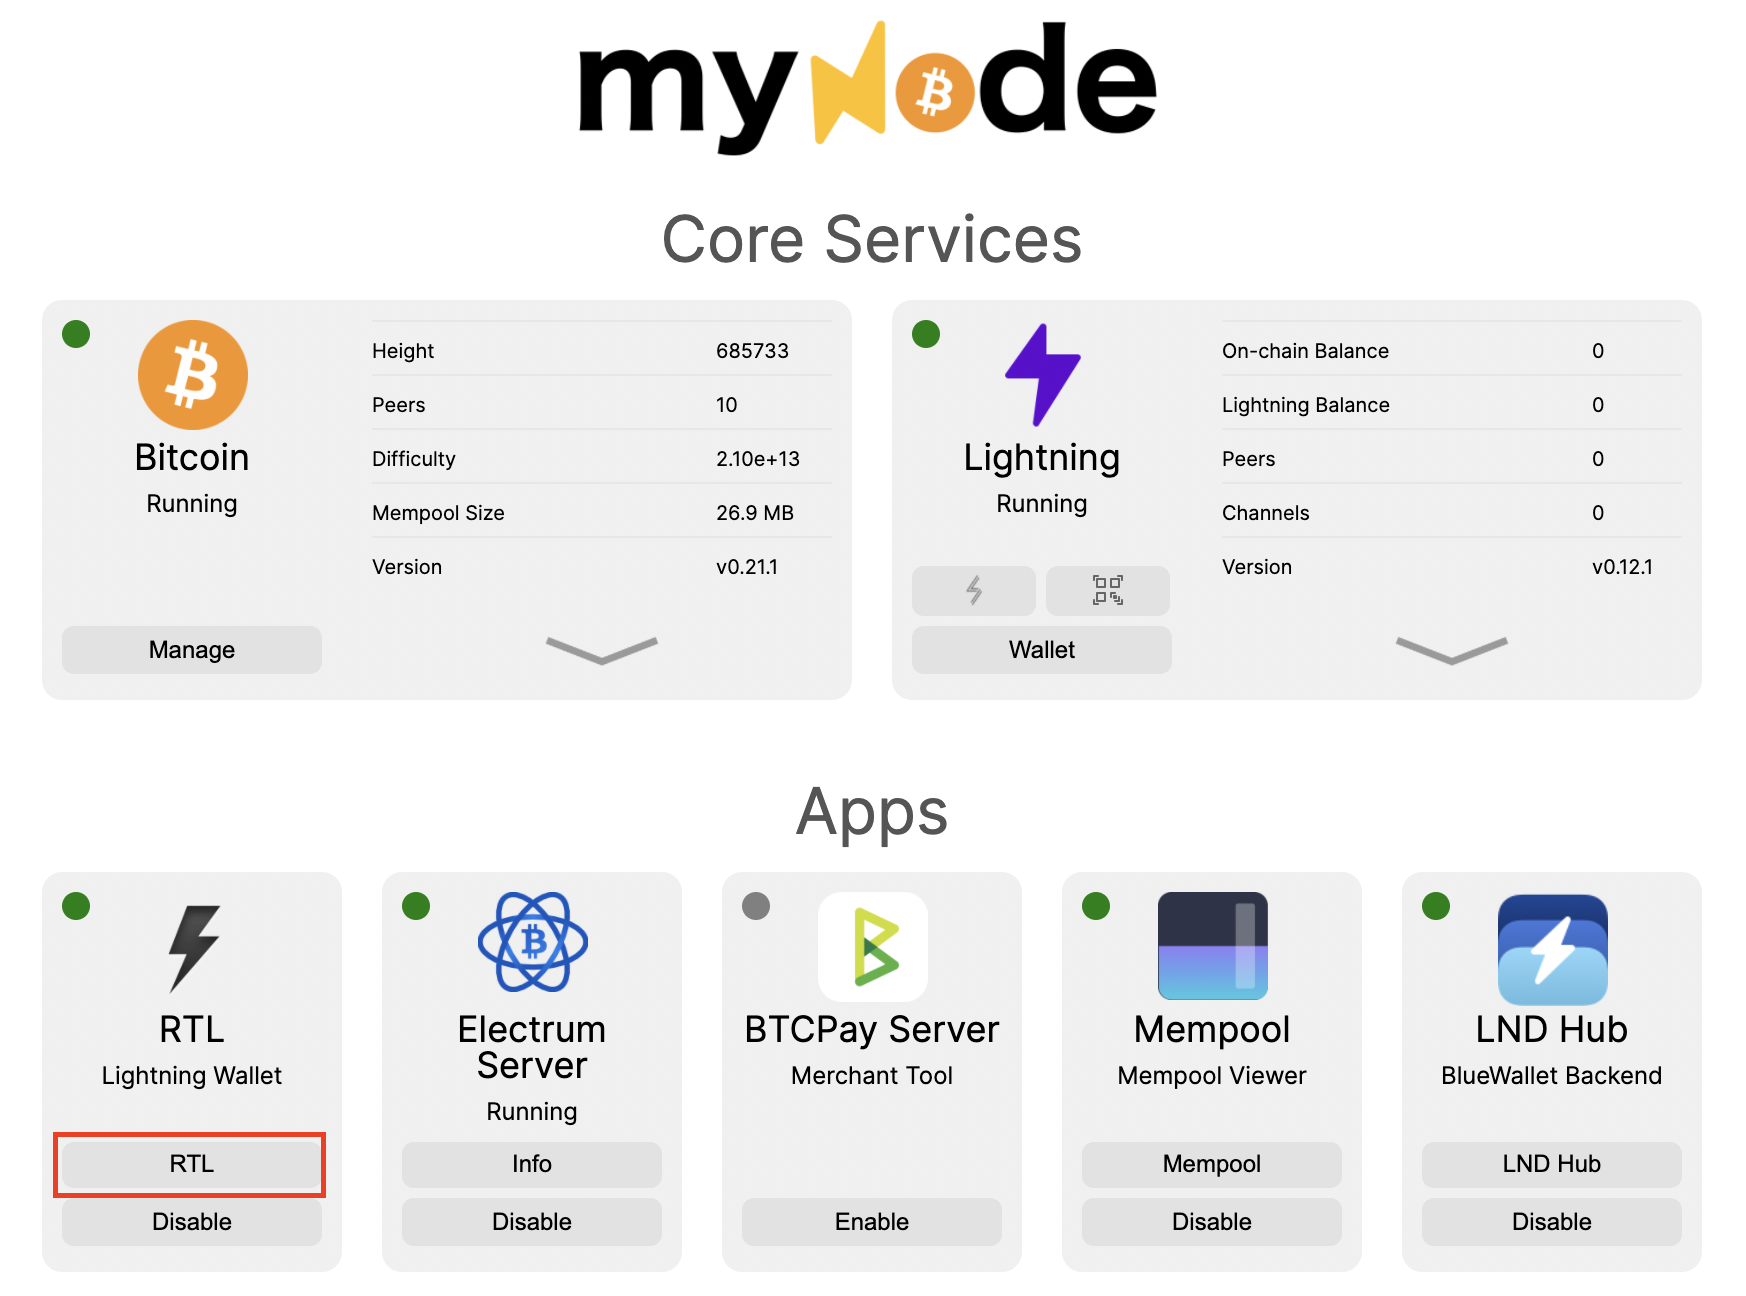 myNode
Core Services
Bitcoin
Running
Manage
Height 685733
Peers 10
Difficulty 2.10e+13
Mempool Size 26.9 MB
Version v0.21.1
Lightning
Running
Wallet
On-chain Balance 0
Lightning Balance 0
Peers 0
Channels 0
Version v0.12.1
Apps
RTL
Lightning Wallet
RTL
Disable
Electrum
Server
Running
Info
Disable
BTCPay Server
Merchant Tool
Enable
Mempool
Mempool Viewer
Mempool
Disable
LND Hub
BlueWallet Backend
LND Hub
Disable